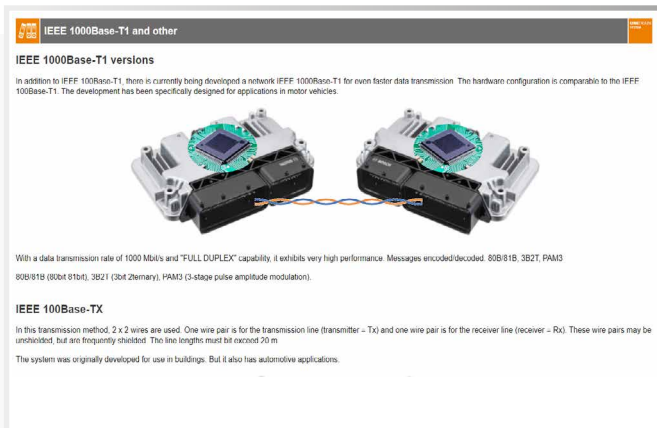 IEEE 1000Base-T1 and other
IEEE 1000Base-T1 versions
In addition to IEEE 100Base-T1, there is currently being developed a network IEEE 1000Base-T1 for even faster data transmission. The hardware configuration is comparable to the IEEE
100Base-T1. The development has been specifically designed for applications in motor vehicles.
BOSCH
With a data transmission rate of 1000 Mbit/s and "FULL DUPLEX" capability, it exhibits very high performance. Messages encoded/decoded. 80B/81B, 3B2T, PAM3
80B/81B (80bit 81bit), 3B2T (3bit 2ternary), PAM3 (3-stage pulse amplitude modulation).
IEEE 100Base-TX
In this transmission method, 2 x 2 wires are used. One wire pair is for the transmission line (transmitter = Tx) and one wire pair is for the receiver line (receiver = Rx). These wire pairs may be
unshielded, but are frequently shielded. The line lengths must bit exceed 20 m
The system was originally developed for use in buildings. But it also has automotive applications.